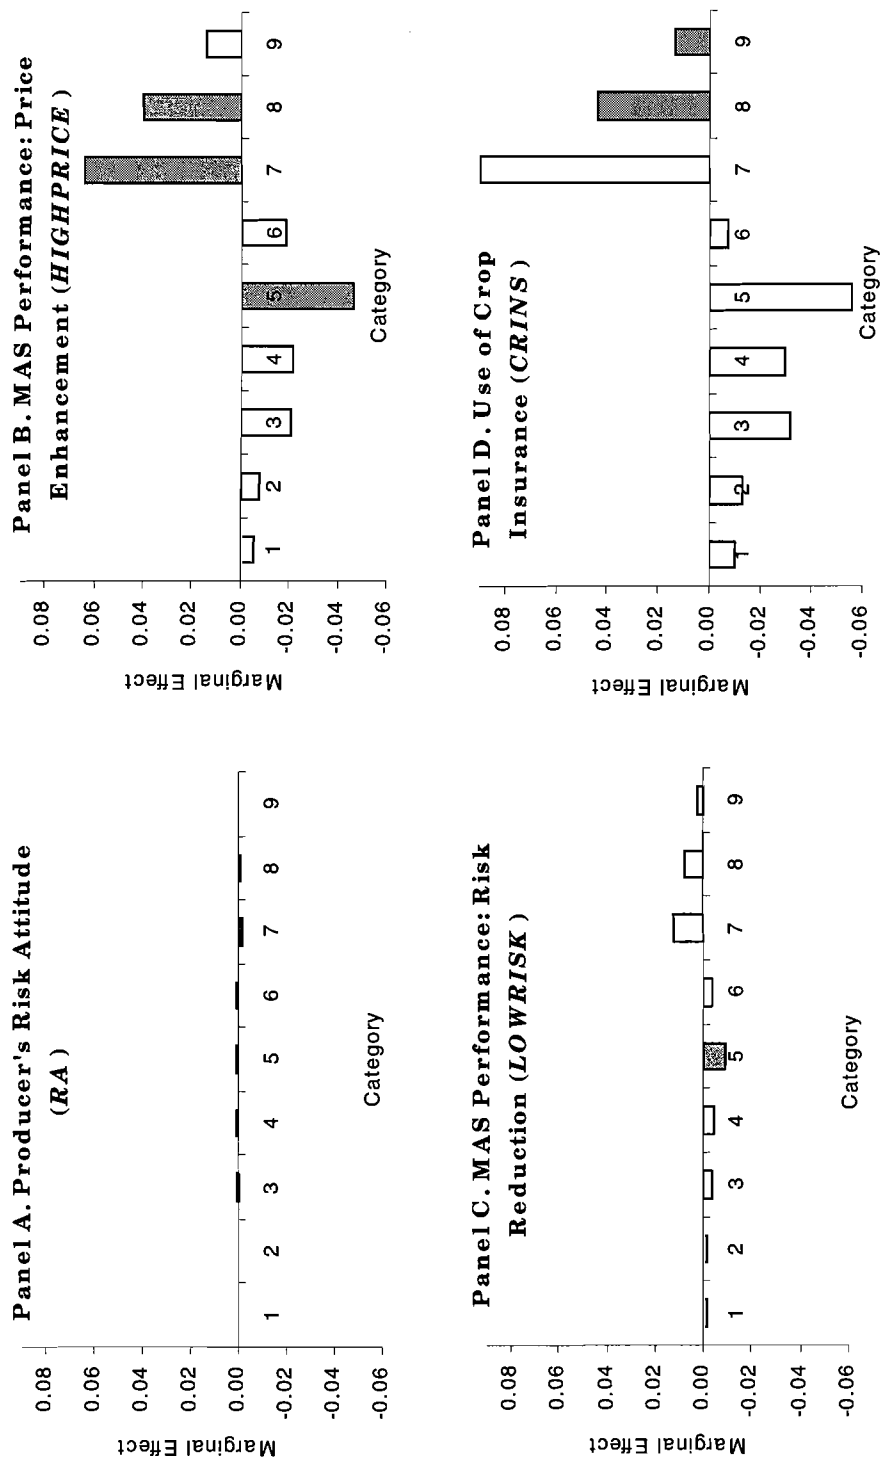 Panel A. Producer's Risk Attitude
(RA)
Marginal Effect
0.08
0.06
0.04
0.02
0.00
-0.02
-0.04
-0.06
1 2 3 4 5 6 7 8 9
Category
Panel B. MAS Performance: Price
Enhancement (HIGHPRICE)
Marginal Effect
0.08
0.06
0.04
0.02
0.00
-0.02
-0.04
-0.06
1 2 3 4 5 6 7 8 9
Category
Panel C. MAS Performance: Risk
Reduction (LOWRISK)
Marginal Effect
0.08
0.06
0.04
0.02
0.00
-0.02
-0.04
-0.06
1 2 3 4 5 6 7 8 9
Category
Panel D. Use of Crop
Insurance (CRINS)
Marginal Effect
0.08
0.06
0.04
0.02
0.00
-0.02
-0.04
-0.06
1 2 3 4 5 6 7 8 9
Category